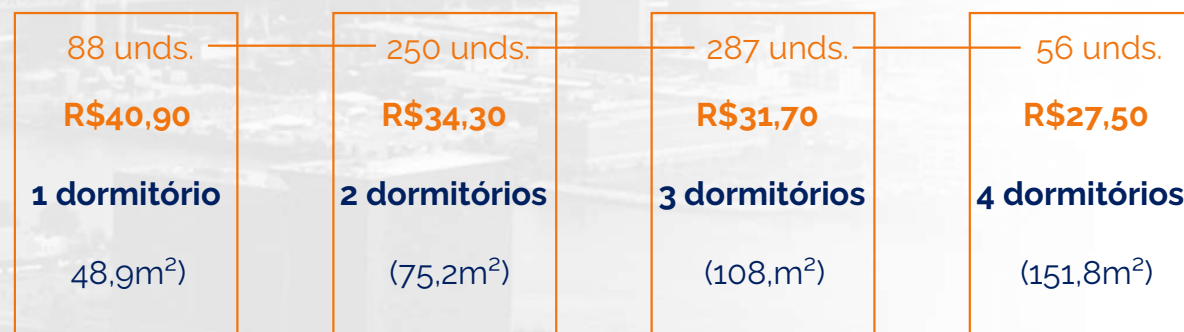 88 unds.
R$40,90
1 dormitório
48,9m²)
250 unds.
R$34,30
2 dormitórios
(75,2m²)
287 unds.
R$31,70
3 dormitórios
(108,m²)
56 unds.
R$27,50
4 dormitórios
(151,8m²)